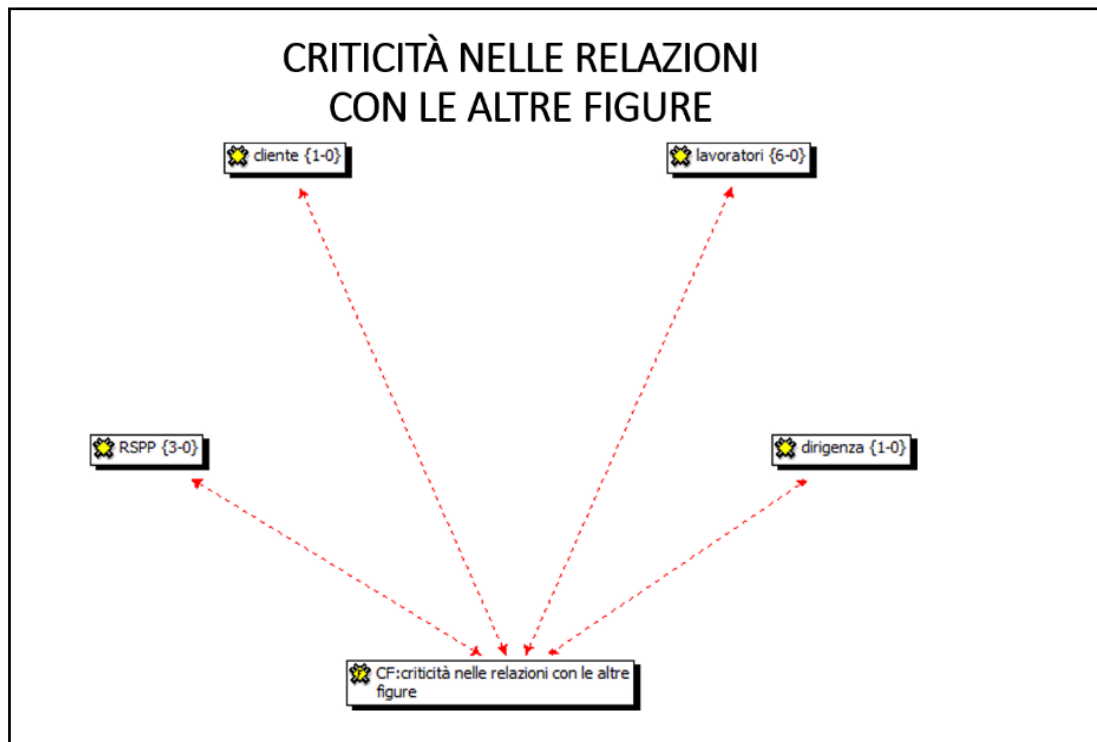 CRITICITÀ NELLE RELAZIONI
CON LE ALTRE FIGURE
cliente {1-0}
lavoratori {6-0}
RSPP {3-0}
dirigenza {1-0}
CF:criticità nelle relazioni con le altre
figure